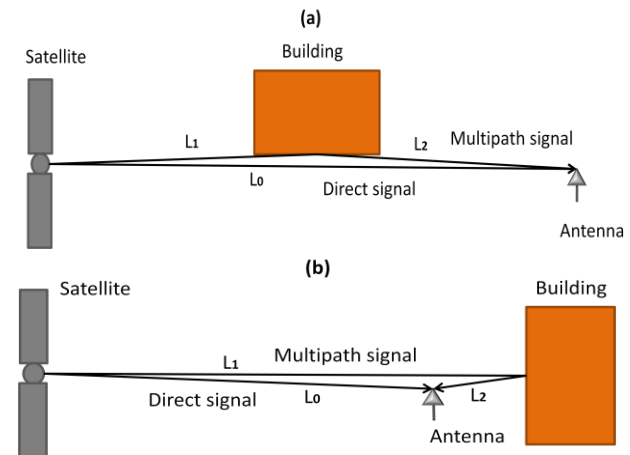 (a)
Satellite
Building
L1
L2
Multipath signal
L0
Direct signal
Antenna
(b)
Satellite
Building
L1
Multipath signal
Direct signal
L0
L2
Antenna